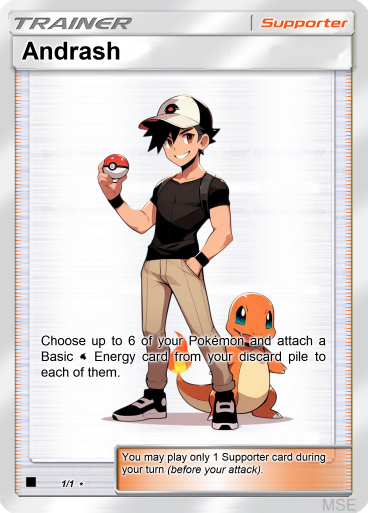 TRAINER
Supporter
Andrash
Choose up to 6 of your Pokémon and attach a
Basic Energy card from your discard pile to
each of them.
You may play only 1 Supporter card during
your turn (before your attack).
1/1 ⋆
MSE